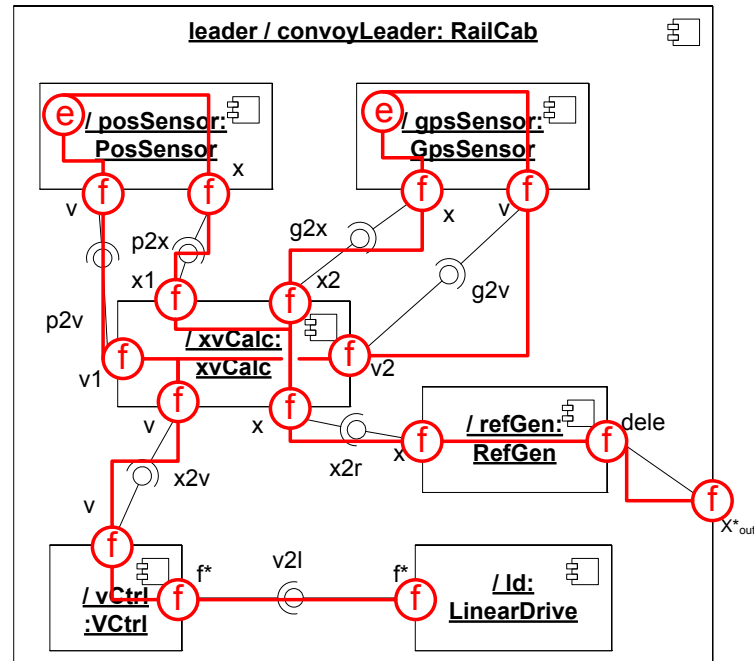 leader / convoyLeader: RailCab
e
/ posSensor:
PosSensor
e
/ gpsSensor:
GpsSensor
f
v
f
x
f
x
f
v
p2x
g2x
g2v
x1
f
x2
f
p2v
/ xvCalc:
xvCalc
v1
f
f
v2
f
v
f
x
x2v
x2r
x
f
/ refGen:
RefGen
f
dele
f
x*out
v
f
/ vCtrl
:VCtrl
f
f*
v2l
f*
f
/ ld:
LinearDrive